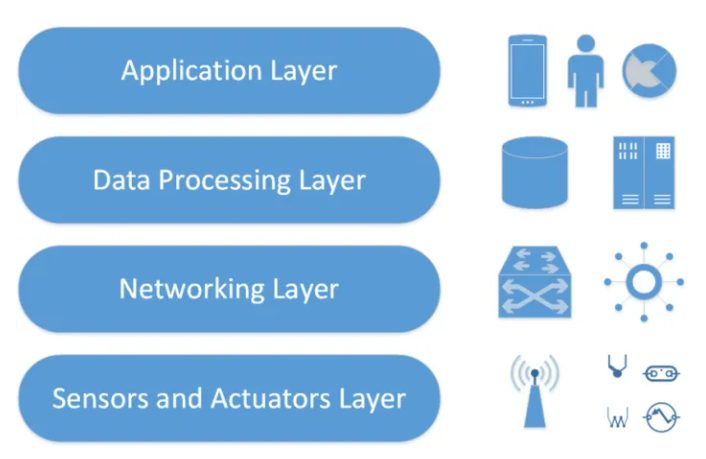 Application Layer
Data Processing Layer
Networking Layer
Sensors and Actuators Layer